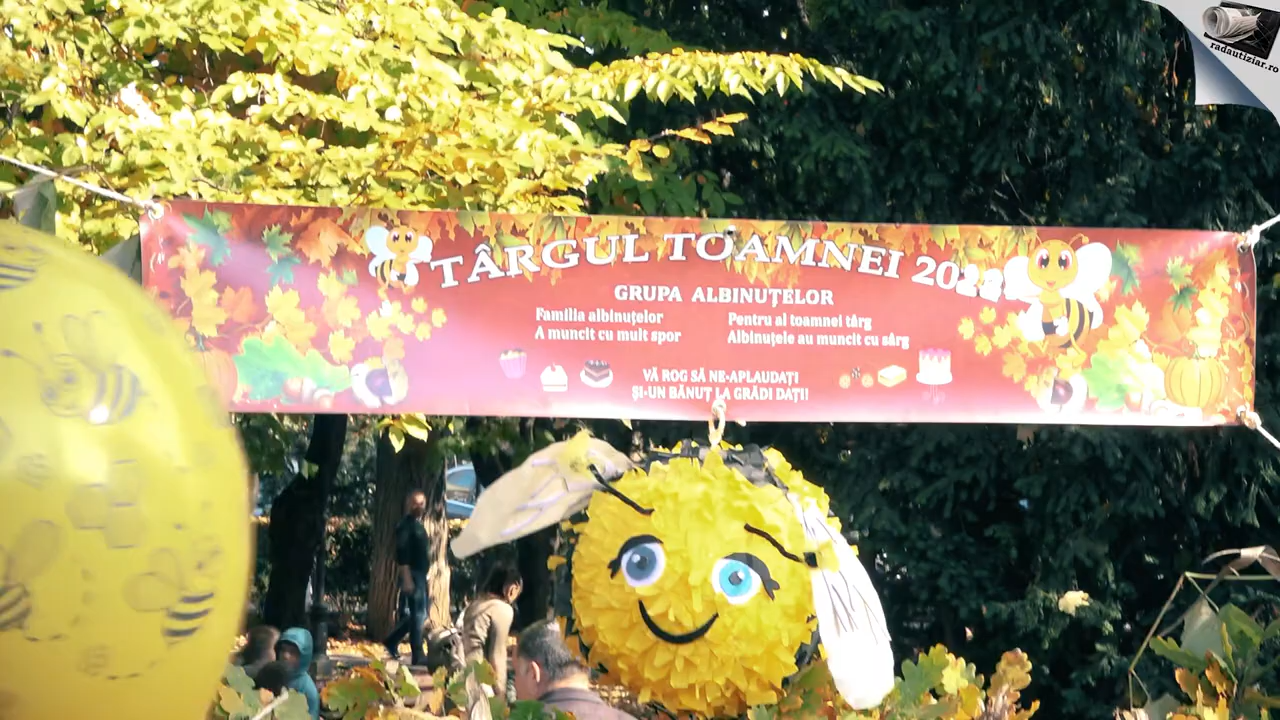 radautiziar.ro
TÂRGUL TOAMNEI 2022
GRUPA ALBINUȚELOR
Familia albinuțelor
A muncit cu mult spor
Pentru al toamnei târg
Albinuțele au muncit cu sârg
VĂ ROG SĂ NE-APLAUDAȚI
ȘI-UN BĂNUȚ LA GRĂDI DAȚI!